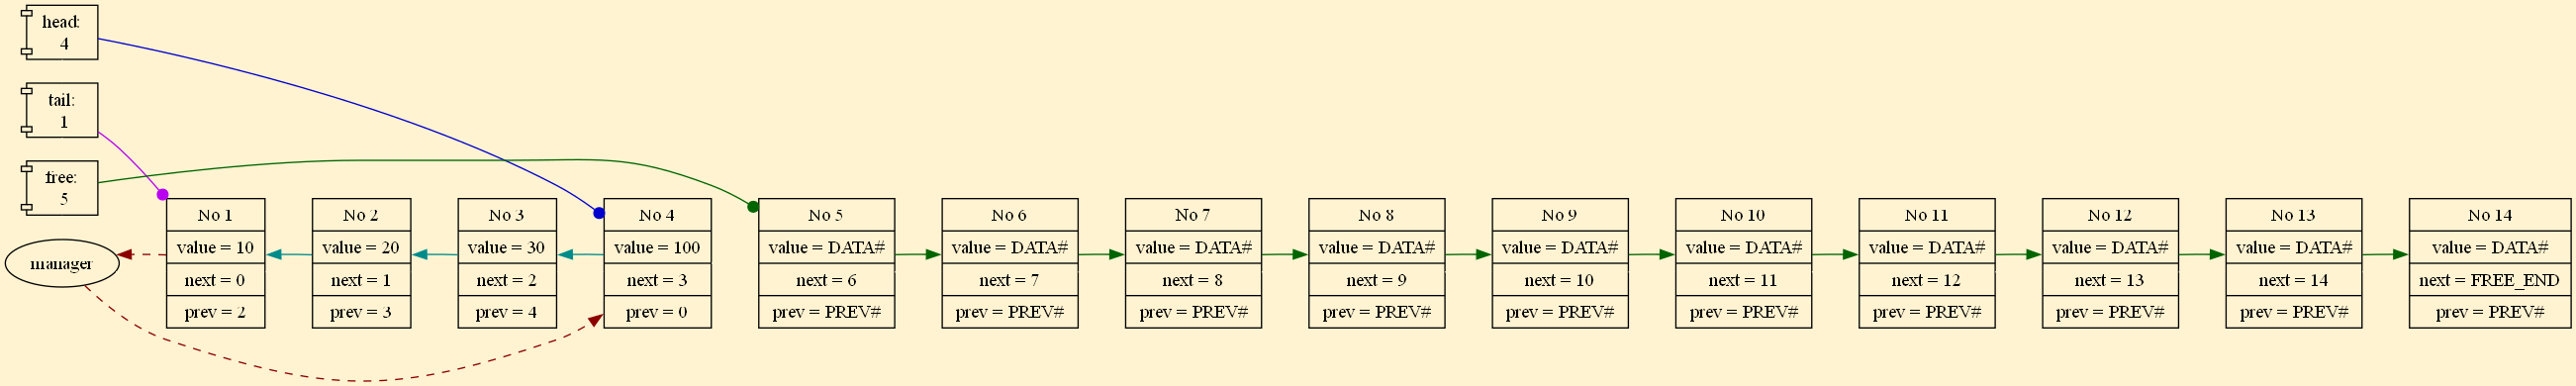 head:
4
tail:
1
free:
5
manager
No 1
value = 10
next = 0
prev = 2
No 2
value = 20
next = 1
prev = 3
No 3
value = 30
next = 2
prev = 4
No 4
value = 100
next = 3
prev = 0
No 5
value = DATA#
next = 6
prev = PREV#
No 6
value = DATA#
next = 7
prev = PREV#
No 7
value = DATA#
next = 8
prev = PREV#
No 8
value = DATA#
next = 9
prev = PREV#
No 9
value = DATA#
next = 10
prev = PREV#
No 10
value = DATA#
next = 11
prev = PREV#
No 11
value = DATA#
next = 12
prev = PREV#
No 12
value = DATA#
next = 13
prev = PREV#
No 13
value = DATA#
next = 14
prev = PREV#
No 14
value = DATA#
next = FREE_END
prev = PREV#